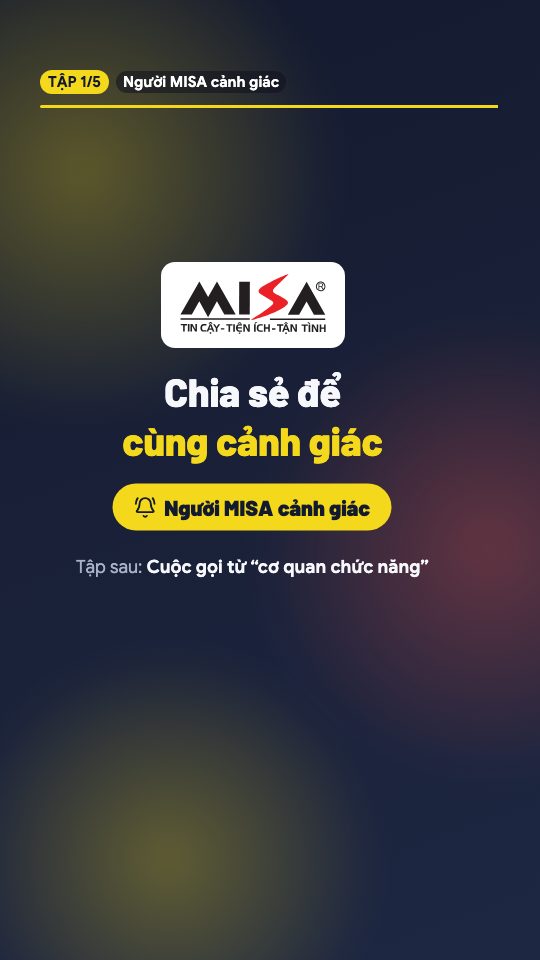 TẬP 1/5 Người MISA cảnh giác
MISA®
TIN CẬY-TIỆN ÍCH-TẬN TÌNH
Chia sẻ để
cùng cảnh giác
Người MISA cảnh giác
Tập sau: Cuộc gọi từ “cơ quan chức năng”